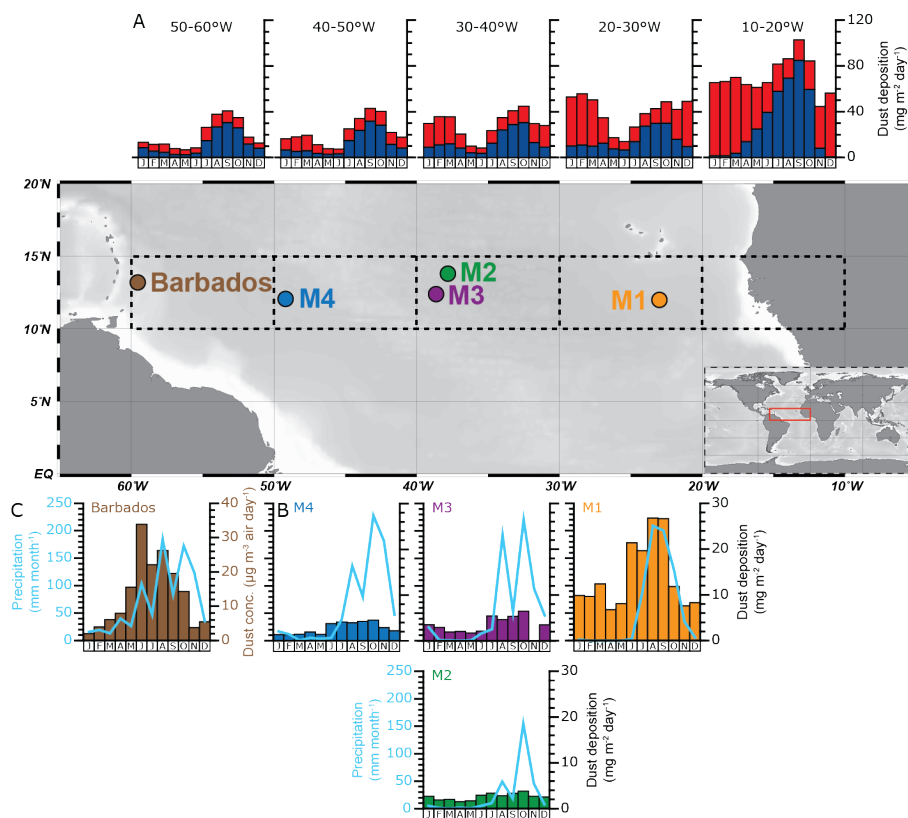 A
50-60°W
40-50°W
30-40°W
20-30°W
10-20°W
120
80
40
0
Dust deposition
(mg m⁻² day⁻¹)
J F M A M J J A S O N D
J F M A M J J A S O N D
J F M A M J J A S O N D
J F M A M J J A S O N D
J F M A M J J A S O N D
20°N
15°N
10°N
5°N
EQ
Barbados
M4
M2
M3
M1
60°W
50°W
40°W
30°W
20°W
10°W
C
Barbados
250
200
150
100
50
0
Precipitation
(mm month⁻¹)
40
30
20
10
0
Dust conc. (µg m⁻³ air day⁻¹)
J F M A M J J A S O N D
B
M4
J F M A M J J A S O N D
M3
J F M A M J J A S O N D
M1
J F M A M J J A S O N D
30
20
10
0
Dust deposition
(mg m⁻² day⁻¹)
M2
250
200
150
100
50
0
Precipitation
(mm month⁻¹)
J F M A M J J A S O N D
30
20
10
0
Dust deposition
(mg m⁻² day⁻¹)